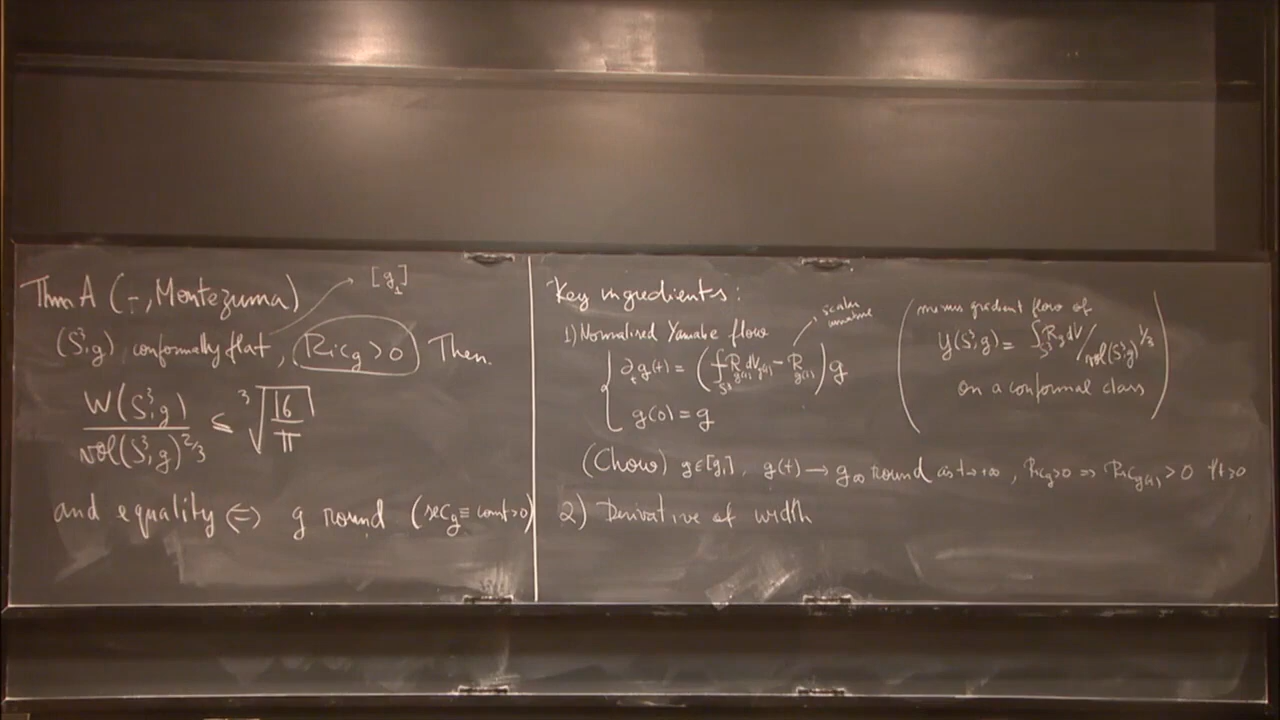 Thm A (–, Montezuma)
[g₁]
(S³,g) conformally flat, Ric_g > 0 Then.
W(S³,g) / vol(S³,g)^{2/3} ≤ ∛(16/π)
and equality ⇔ g round (sec_g ≡ const>0)
Key ingredients:
1) Normalised Yamabe flow
scalar curvature
{ ∂_t g(t) = (⨍_{S³} R_{g(t)} dV_{g(t)} − R_{g(t)}) g
g(0) = g
(minus gradient flow of
Y(S³,g) = ∫_{S³} R_g dV / vol(S³,g)^{1/3}
on a conformal class)
(Chow) g∈[g₁], g(t) → g_∞ round as t→+∞, Ric_g>0 ⇒ Ric_{g(t)} > 0 ∀t≥0
2) Derivative of width